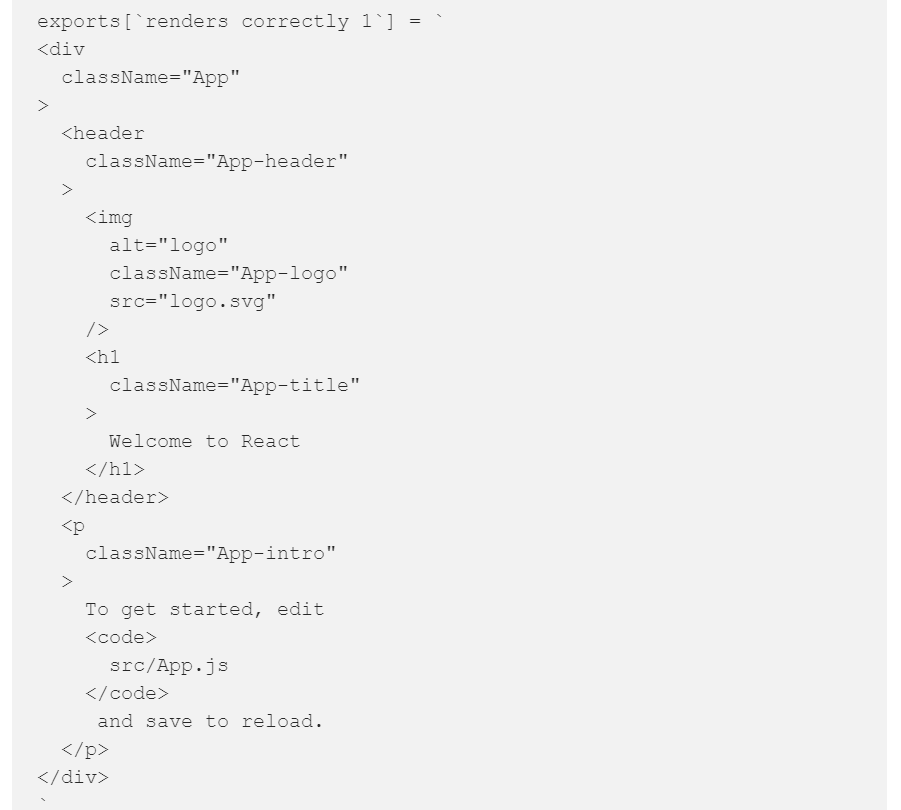 exports[`renders correctly 1`] = `
<div
  className="App"
>
  <header
    className="App-header"
  >
    <img
      alt="logo"
      className="App-logo"
      src="logo.svg"
    />
    <h1
      className="App-title"
    >
      Welcome to React
    </h1>
  </header>
  <p
    className="App-intro"
  >
    To get started, edit
    <code>
      src/App.js
    </code>
     and save to reload.
  </p>
</div>
`